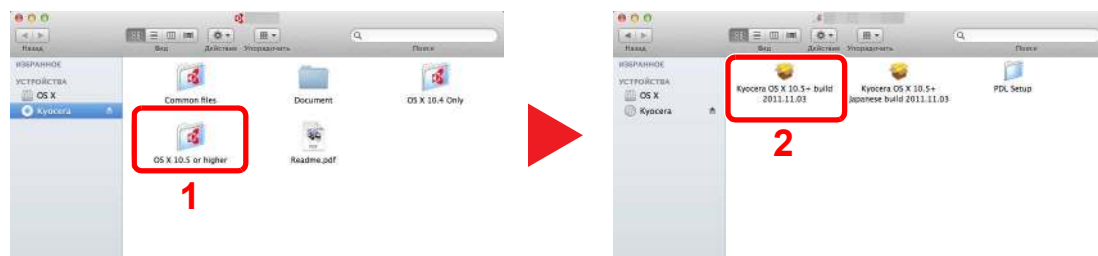 Назад
Вид
Действие
Упорядочить
Поиск
ИЗБРАННОЕ
УСТРОЙСТВА
OS X
Kyocera
Common files
Document
OS X 10.4 Only
OS X 10.5 or higher
Readme.pdf
1
Назад
Вид
Действие
Упорядочить
Поиск
ИЗБРАННОЕ
УСТРОЙСТВА
OS X
Kyocera
Kyocera OS X 10.5+ build
2011.11.03
Kyocera OS X 10.5+
Japanese build 2011.11.03
PDL Setup
2